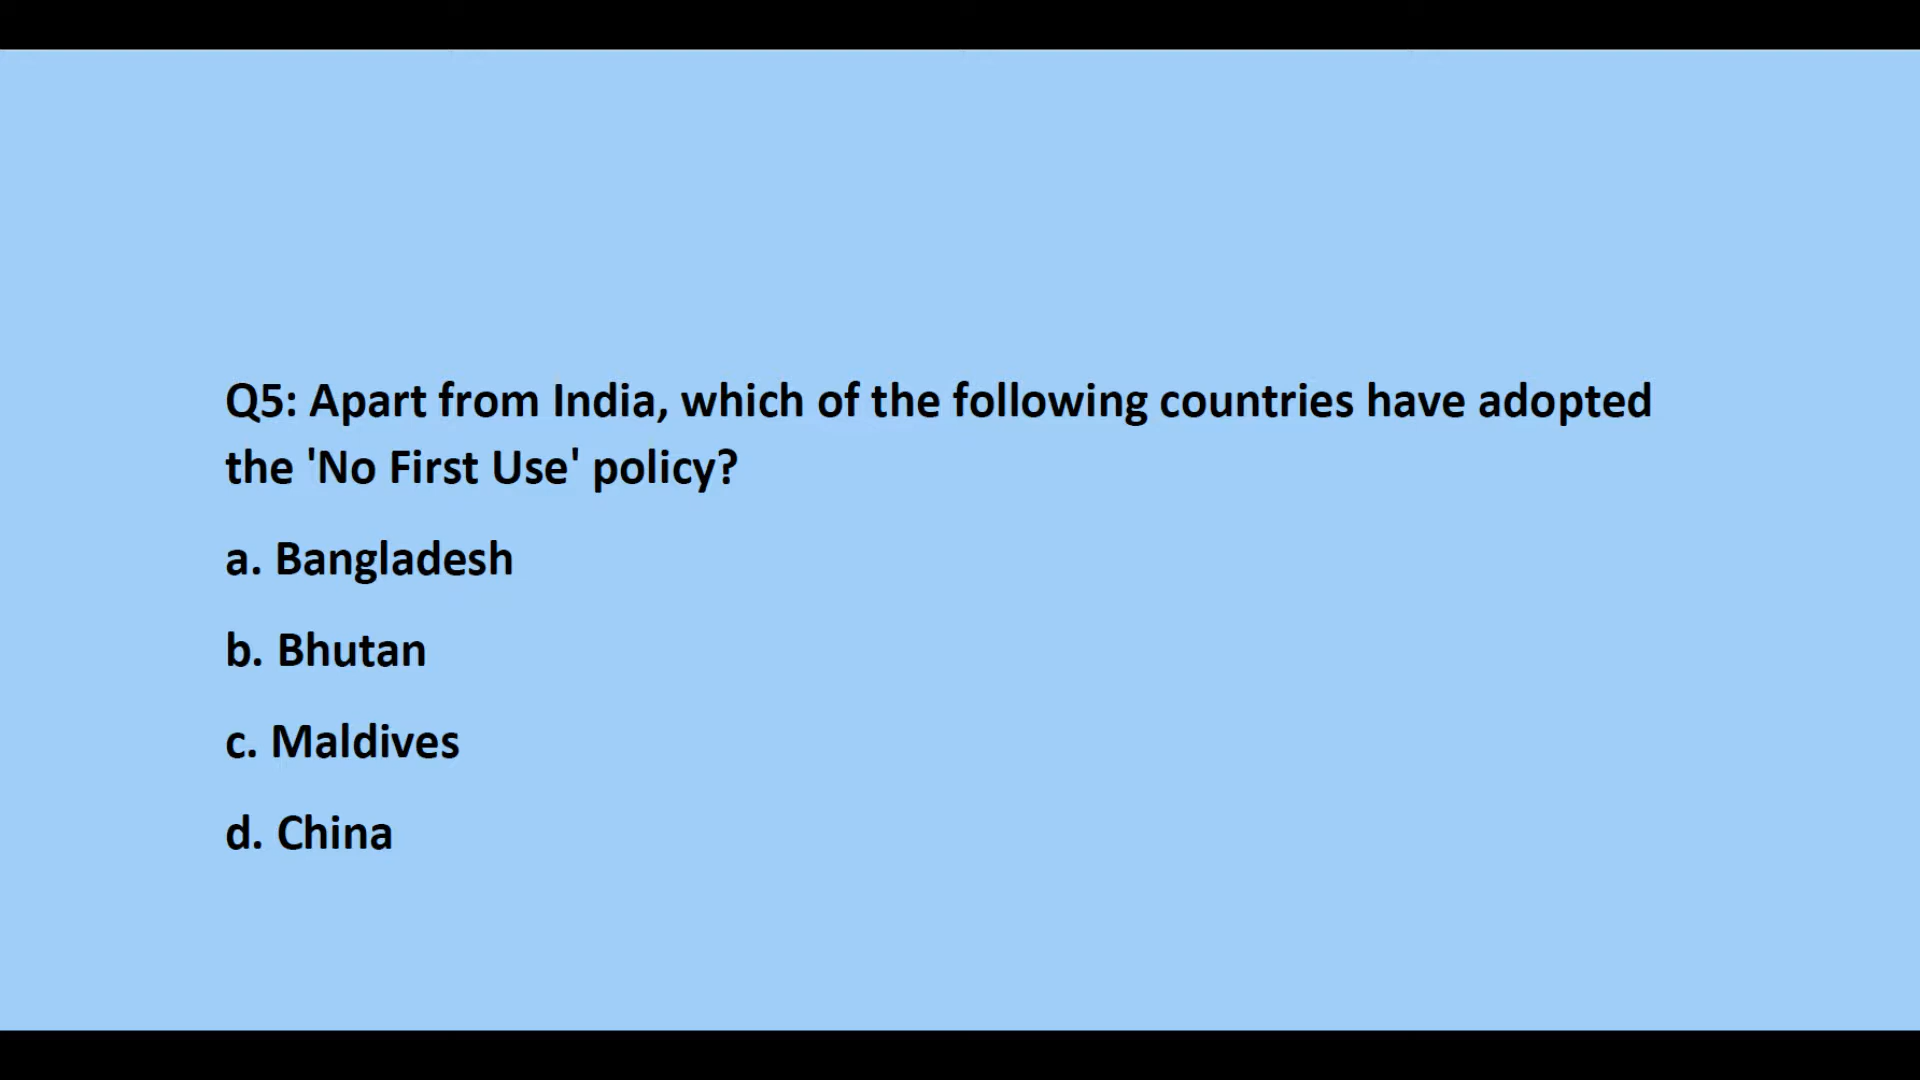 Q5: Apart from India, which of the following countries have adopted
the 'No First Use' policy?
a. Bangladesh
b. Bhutan
c. Maldives
d. China